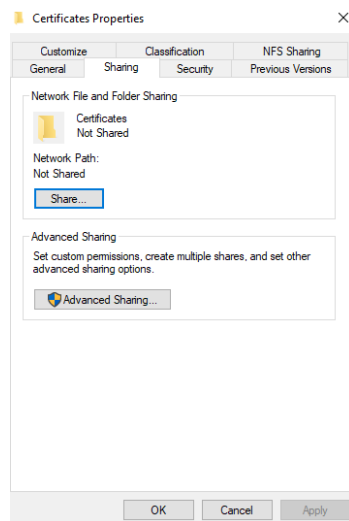 Certificates Properties
Customize Classification NFS Sharing
General Sharing Security Previous Versions
Network File and Folder Sharing
Certificates
Not Shared
Network Path:
Not Shared
Share...
Advanced Sharing
Set custom permissions, create multiple shares, and set other
advanced sharing options.
Advanced Sharing...
OK Cancel Apply